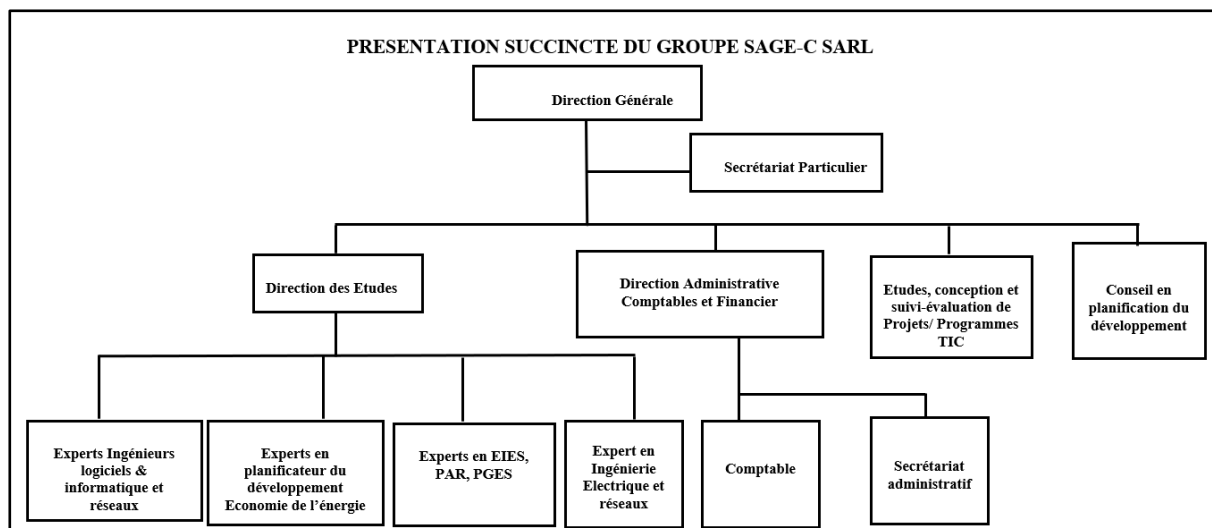 PRESENTATION SUCCINCTE DU GROUPE SAGE-C SARL
Direction Générale
Secrétariat Particulier
Direction des Etudes
Direction Administrative
Comptables et Financier
Etudes, conception et
suivi-évaluation de
Projets/ Programmes
TIC
Conseil en
planification du
développement
Experts Ingénieurs
logiciels &
informatique et
réseaux
Experts en
planificateur du
développement
Economie de l’énergie
Experts en EIES,
PAR, PGES
Expert en
Ingénierie
Electrique et
réseaux
Comptable
Secrétariat
administratif